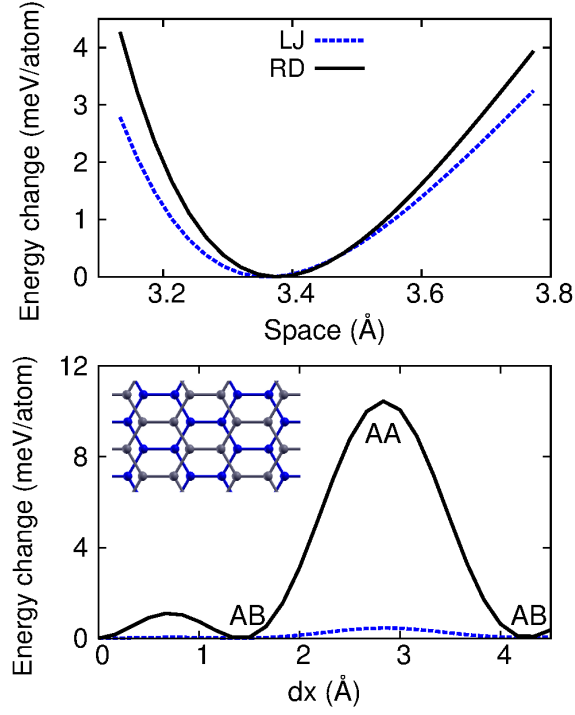 Energy change (meV/atom)
4
3
2
1
0
LJ
RD
3.2
3.4
3.6
3.8
Space (Å)
Energy change (meV/atom)
12
8
4
0
AA
AB
AB
0
1
2
3
4
dx (Å)